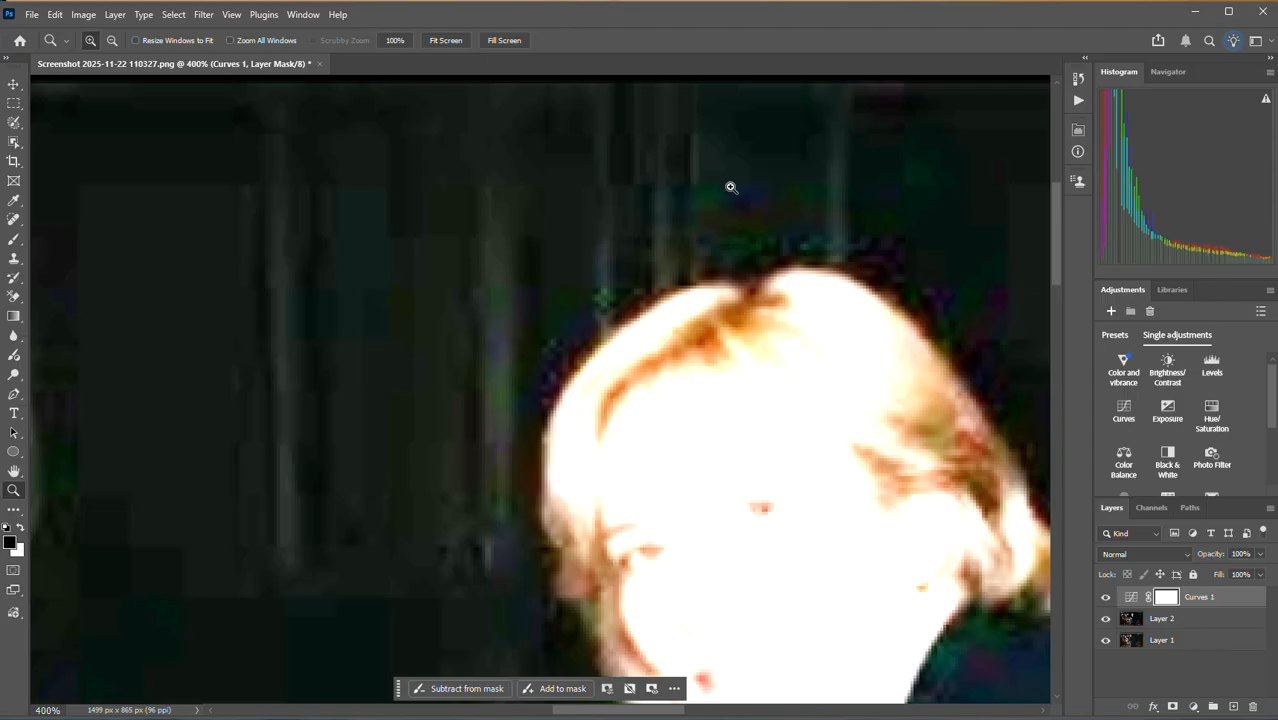 Ps File Edit Image Layer Type Select Filter View Plugins Window Help
Resize Windows to Fit Zoom All Windows Scrubby Zoom 100% Fit Screen Fill Screen
Screenshot 2025-11-22 110327.png @ 400% (Curves 1, Layer Mask/8) * ×
Histogram Navigator
Adjustments Libraries
Presets Single adjustments
Color and vibrance
Brightness/Contrast
Levels
Curves
Exposure
Hue/Saturation
Color Balance
Black & White
Photo Filter
Layers Channels Paths
Kind
Normal Opacity: 100%
Lock: Fill: 100%
Curves 1
Layer 2
Layer 1
Subtract from mask Add to mask
400% 1499 px x 865 px (96 ppi)